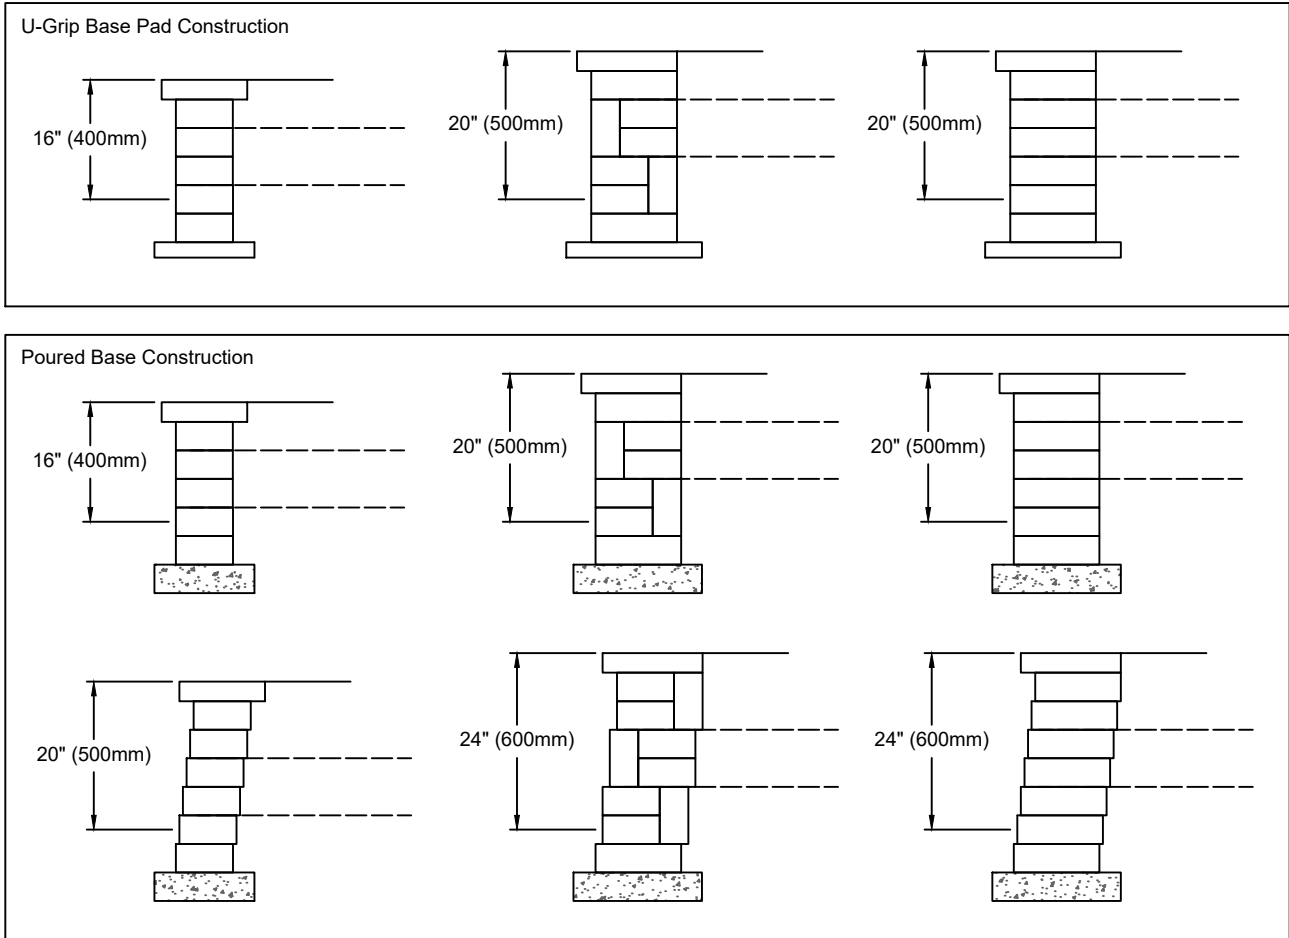 U-Grip Base Pad Construction
16" (400mm)
20" (500mm)
20" (500mm)
Poured Base Construction
16" (400mm)
20" (500mm)
20" (500mm)
20" (500mm)
24" (600mm)
24" (600mm)